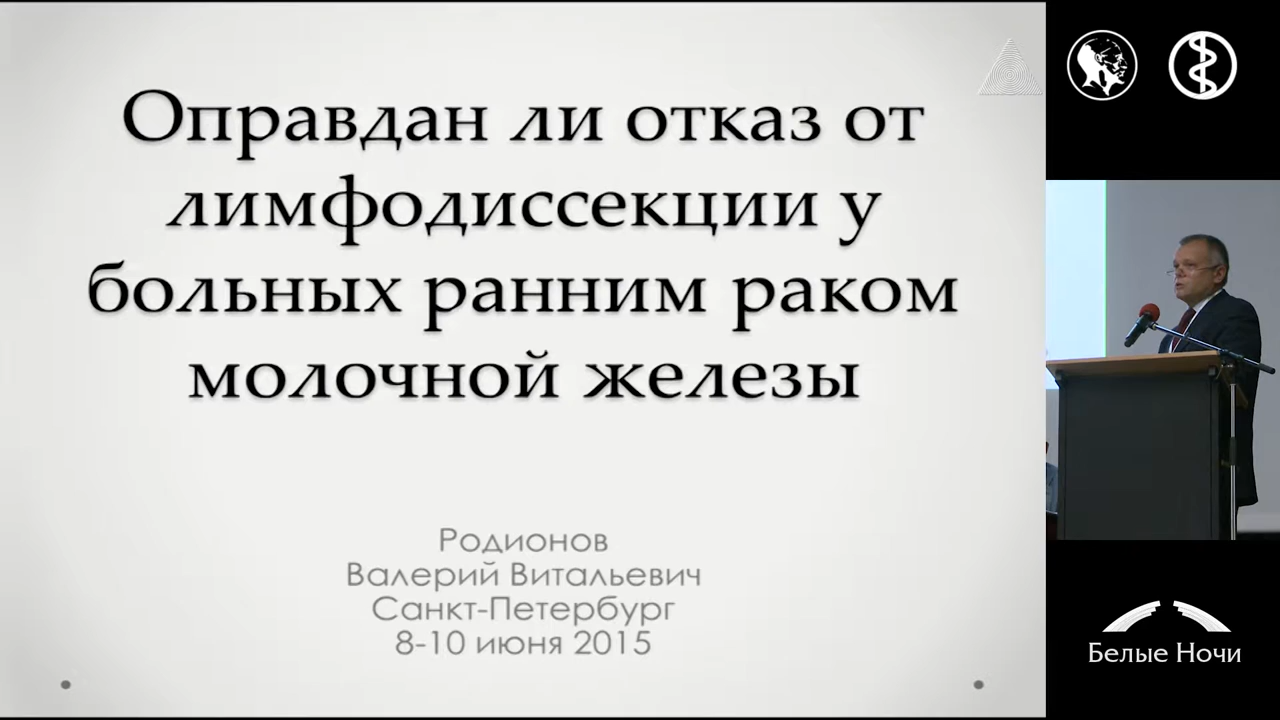 Оправдан ли отказ от
лимфодиссекции у
больных ранним раком
молочной железы
Родионов
Валерий Витальевич
Санкт-Петербург
8-10 июня 2015
Белые Ночи